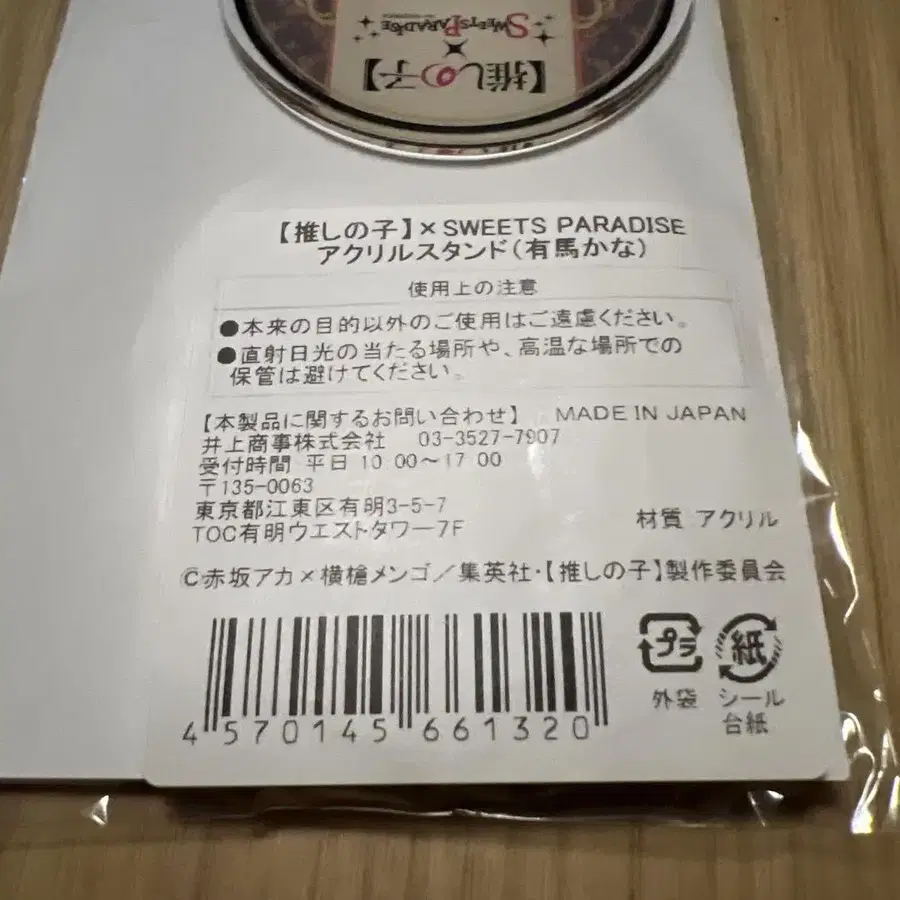 SWEETS PARADISE
×
【推しの子】
【推しの子】× SWEETS PARADISE
アクリルスタンド(有馬かな)
使用上の注意
●本来の目的以外のご使用はご遠慮ください。
●直射日光の当たる場所や、高温な場所での
保管は避けてください。
【本製品に関するお問い合わせ】 MADE IN JAPAN
井上商事株式会社 03-3527-7907
受付時間 平日 10:00～17:00
〒135-0063
東京都江東区有明3-5-7
TOC有明ウエストタワー7F
材質 アクリル
©赤坂アカ×横槍メンゴ/集英社・【推しの子】製作委員会
プラ 紙
外袋 シール
台紙
4 570145 661320